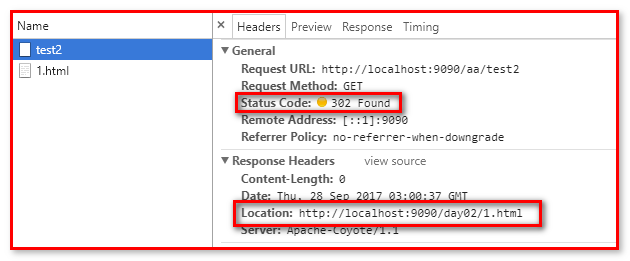 Name
test2
1.html
× Headers Preview Response Timing
▼ General
Request URL: http://localhost:9090/aa/test2
Request Method: GET
Status Code: 302 Found
Remote Address: [::1]:9090
Referrer Policy: no-referrer-when-downgrade
▼ Response Headers view source
Content-Length: 0
Date: Thu, 28 Sep 2017 03:00:37 GMT
Location: http://localhost:9090/day02/1.html
Server: Apache-Coyote/1.1